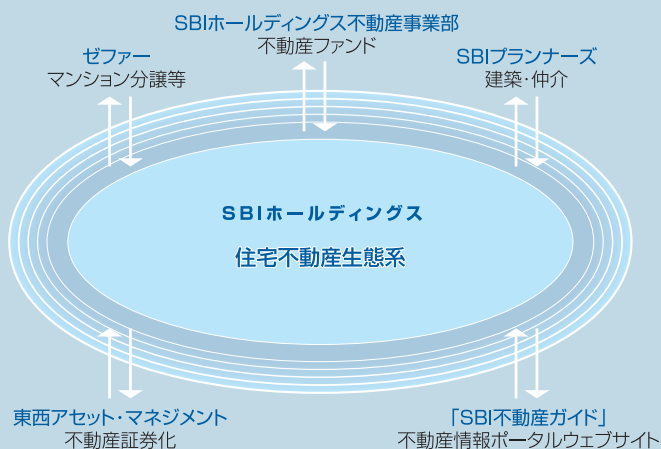 SBIホールディングス不動産事業部
不動産ファンド
ゼファー
マンション分譲等
SBIプランナーズ
建築・仲介
SBIホールディングス
住宅不動産生態系
東西アセット・マネジメント
不動産証券化
「SBI不動産ガイド」
不動産情報ポータルウェブサイト